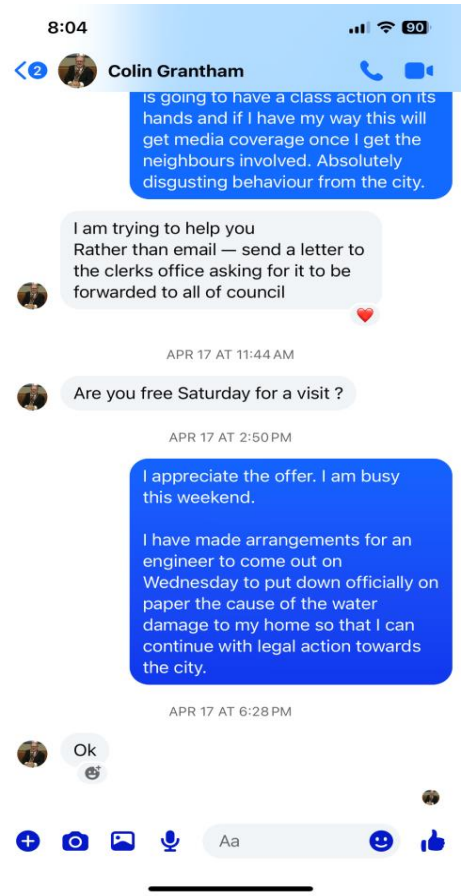 8:04
90
2
Colin Grantham
is going to have a class action on its
hands and if I have my way this will
get media coverage once I get the
neighbours involved. Absolutely
disgusting behaviour from the city.
I am trying to help you
Rather than email — send a letter to
the clerks office asking for it to be
forwarded to all of council
APR 17 AT 11:44 AM
Are you free Saturday for a visit ?
APR 17 AT 2:50 PM
I appreciate the offer. I am busy
this weekend.
I have made arrangements for an
engineer to come out on
Wednesday to put down officially on
paper the cause of the water
damage to my home so that I can
continue with legal action towards
the city.
APR 17 AT 6:28 PM
Ok
Aa